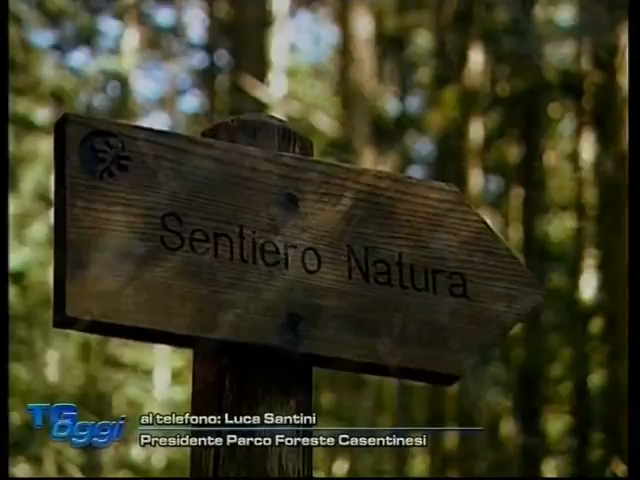 Sentiero Natura
TG oggi
al telefono: Luca Santini
Presidente Parco Foreste Casentinesi